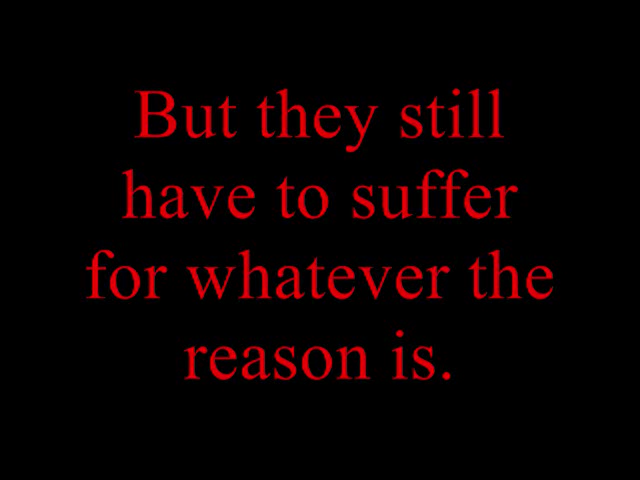 But they still
have to suffer
for whatever the
reason is.